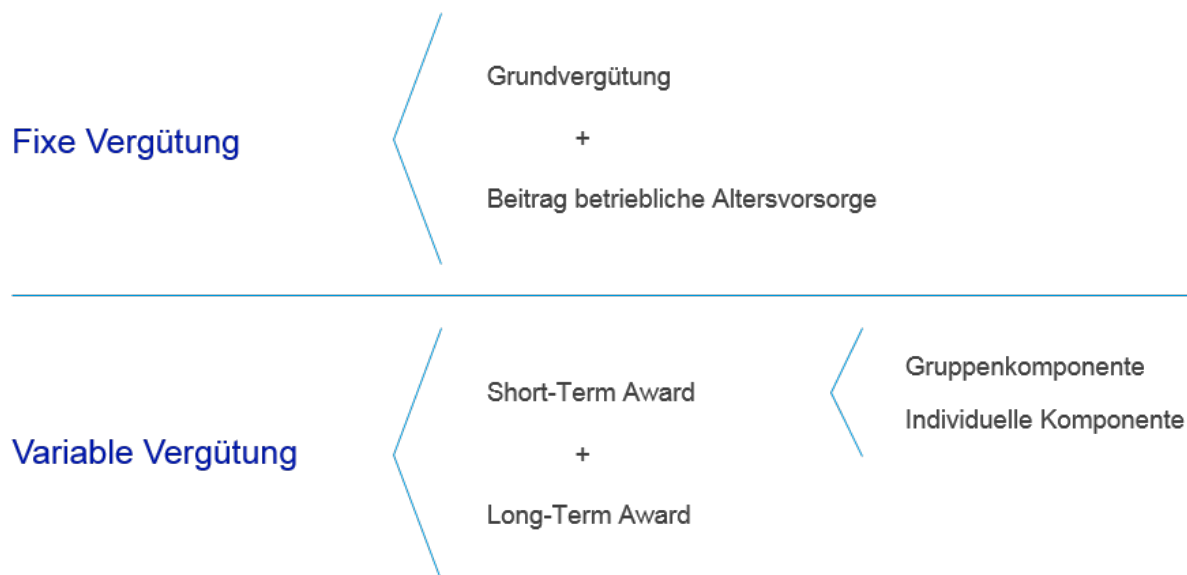 Grundvergütung
Fixe Vergütung
+
Beitrag betriebliche Altersvorsorge
Gruppenkomponente
Short-Term Award
Individuelle Komponente
Variable Vergütung
+
Long-Term Award